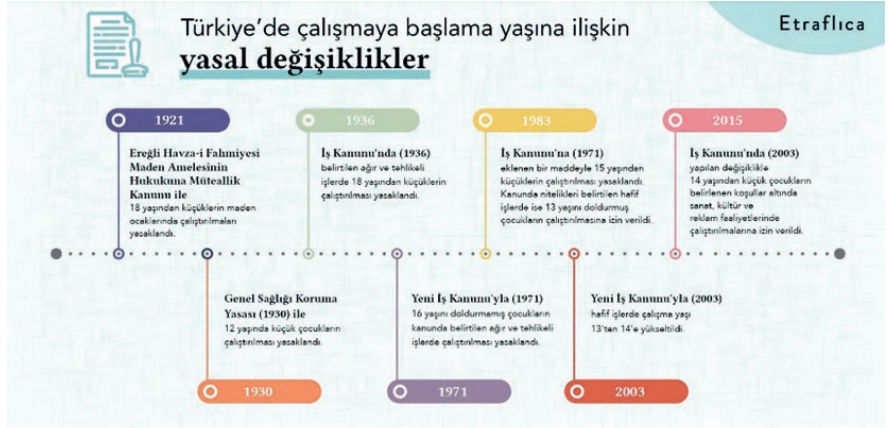 Türkiye'de çalışmaya başlama yaşına ilişkin
yasal değişiklikler
Etraflıca
1921
Ereğli Havza-i Fahmiyesi
Maden Amelesinin
Hukukuna Müteallik
Kanunu ile
18 yaşından küçüklerin maden
ocaklarında çalıştırılmaları
yasaklandı.
1936
İş Kanunu'nda (1936)
belirtilen ağır ve tehlikeli
işlerde 18 yaşından küçüklerin
çalıştırılması yasaklandı.
1983
İş Kanunu'na (1971)
eklenen bir maddeyle 15 yaşından
küçüklerin çalıştırılması yasaklandı.
Kanunda nitelikleri belirtilen hafif
işlerde ise 13 yaşını doldurmuş
çocukların çalıştırılmasına izin verildi.
2015
İş Kanunu'nda (2003)
yapılan değişiklikle
14 yaşından küçük çocukların
belirlenen koşullar altında
sanat, kültür ve
reklam faaliyetlerinde
çalıştırılmalarına izin verildi.
Genel Sağlığı Koruma
Yasası (1930) ile
12 yaşında küçük çocukların
çalıştırılması yasaklandı.
1930
Yeni İş Kanunu'yla (1971)
16 yaşını doldurmamış çocukların
kanunda belirtilen ağır ve tehlikeli
işlerde çalıştırılması yasaklandı.
1971
Yeni İş Kanunu'yla (2003)
hafif işlerde çalışma yaşı
13'ten 14'e yükseltildi.
2003